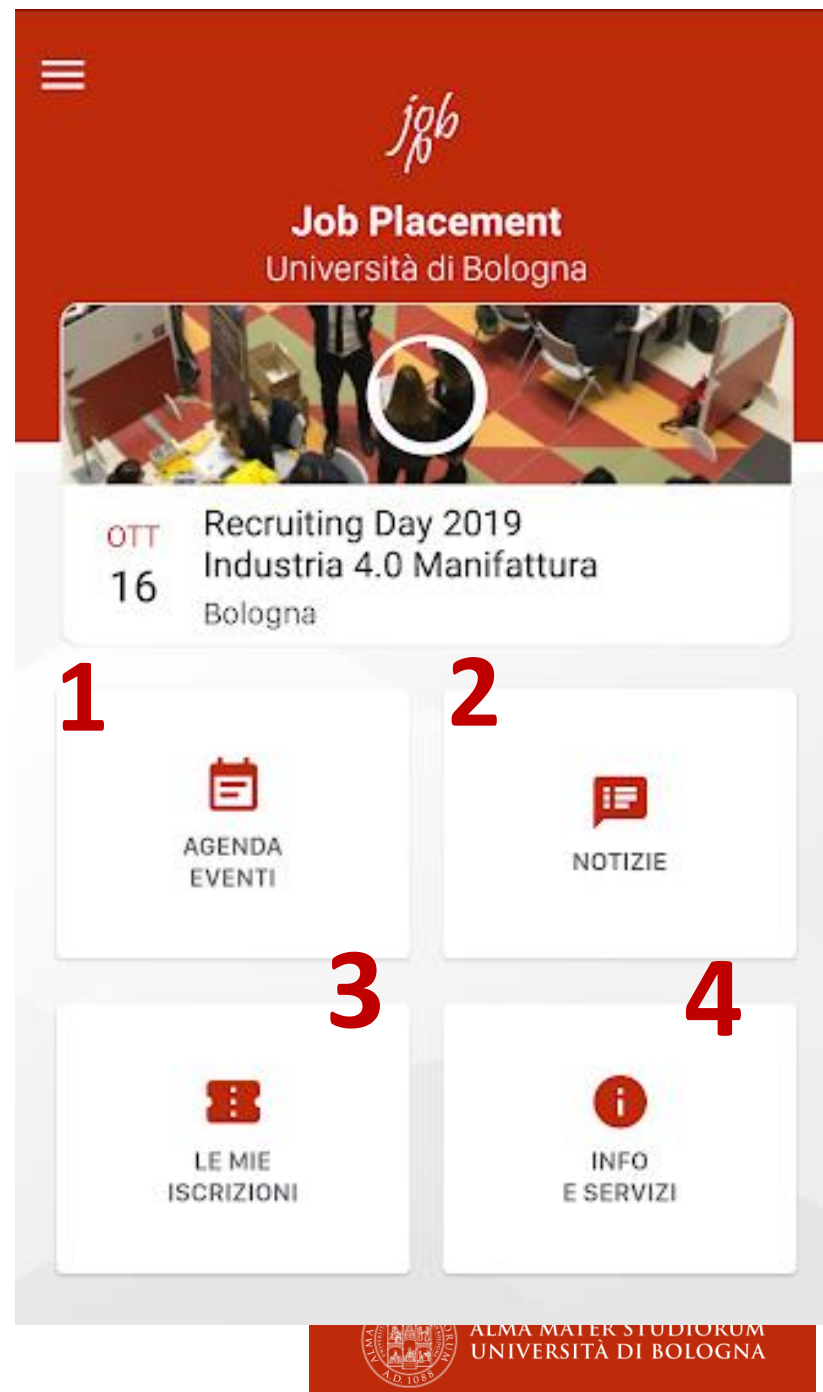 job
Job Placement
Università di Bologna
OTT
16
Recruiting Day 2019
Industria 4.0 Manifattura
Bologna
1
2
AGENDA
EVENTI
NOTIZIE
3
4
LE MIE
ISCRIZIONI
i
INFO
E SERVIZI
ALMA MATER STUDIORUM
UNIVERSITÀ DI BOLOGNA
A.D. 1088